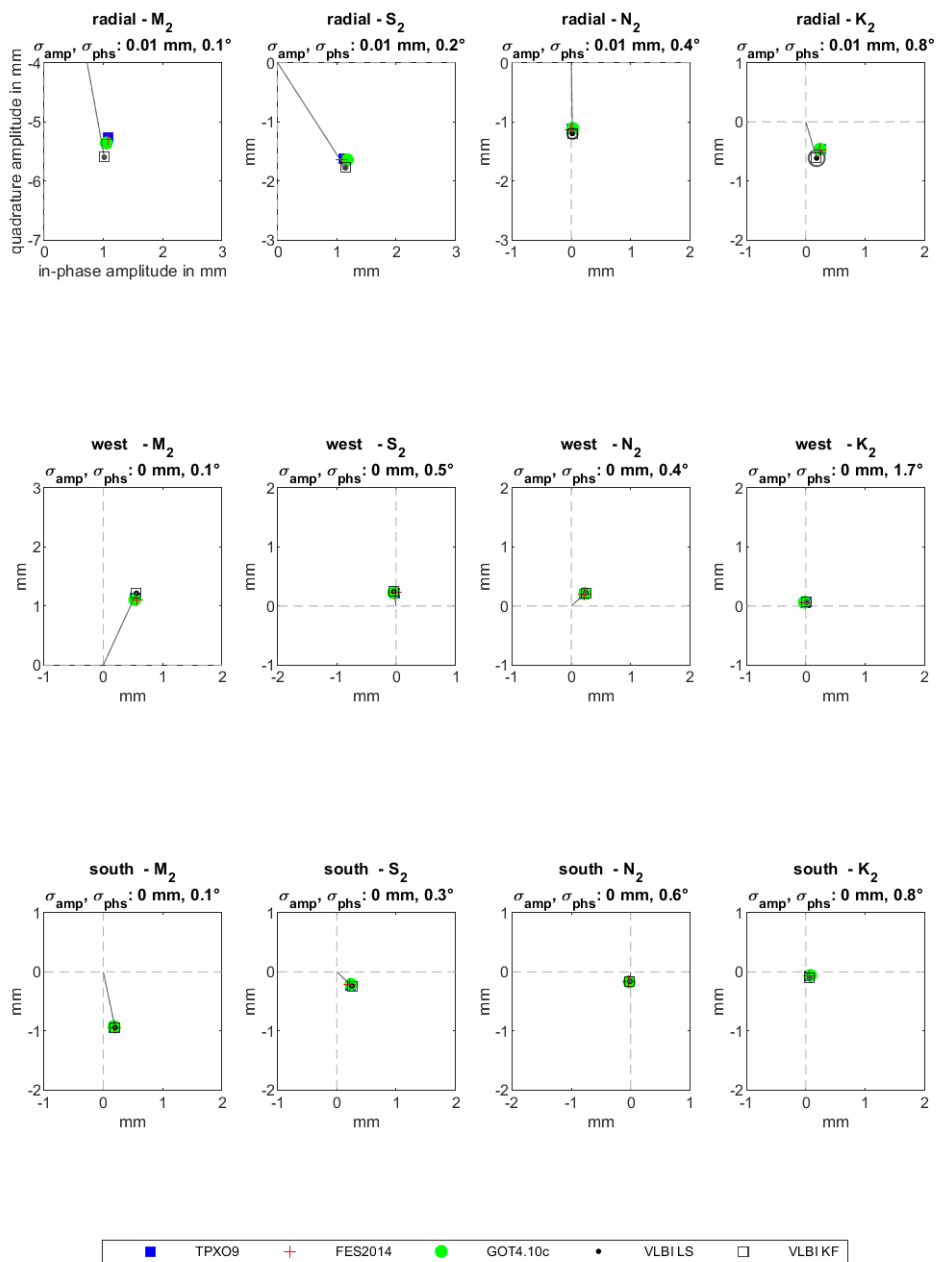 radial - M2
σamp, σphs: 0.01 mm, 0.1°
quadrature amplitude in mm
-4
-5
-6
-7
0 1 2 3
in-phase amplitude in mm
radial - S2
σamp, σphs: 0.01 mm, 0.2°
mm
0
-1
-2
-3
0 1 2 3
mm
radial - N2
σamp, σphs: 0.01 mm, 0.4°
mm
0
-1
-2
-3
-1 0 1 2
mm
radial - K2
σamp, σphs: 0.01 mm, 0.8°
mm
1
0
-1
-2
-1 0 1 2
mm
west - M2
σamp, σphs: 0 mm, 0.1°
mm
3
2
1
0
-1 0 1 2
mm
west - S2
σamp, σphs: 0 mm, 0.5°
mm
2
1
0
-1
-2 -1 0 1
mm
west - N2
σamp, σphs: 0 mm, 0.4°
mm
2
1
0
-1
-1 0 1 2
mm
west - K2
σamp, σphs: 0 mm, 1.7°
mm
2
1
0
-1
-1 0 1 2
mm
south - M2
σamp, σphs: 0 mm, 0.1°
mm
1
0
-1
-2
-1 0 1 2
mm
south - S2
σamp, σphs: 0 mm, 0.3°
mm
1
0
-1
-2
-1 0 1 2
mm
south - N2
σamp, σphs: 0 mm, 0.6°
mm
1
0
-1
-2
-2 -1 0 1
mm
south - K2
σamp, σphs: 0 mm, 0.8°
mm
1
0
-1
-2
-1 0 1 2
mm
TPXO9 FES2014 GOT4.10c VLBI LS VLBI KF